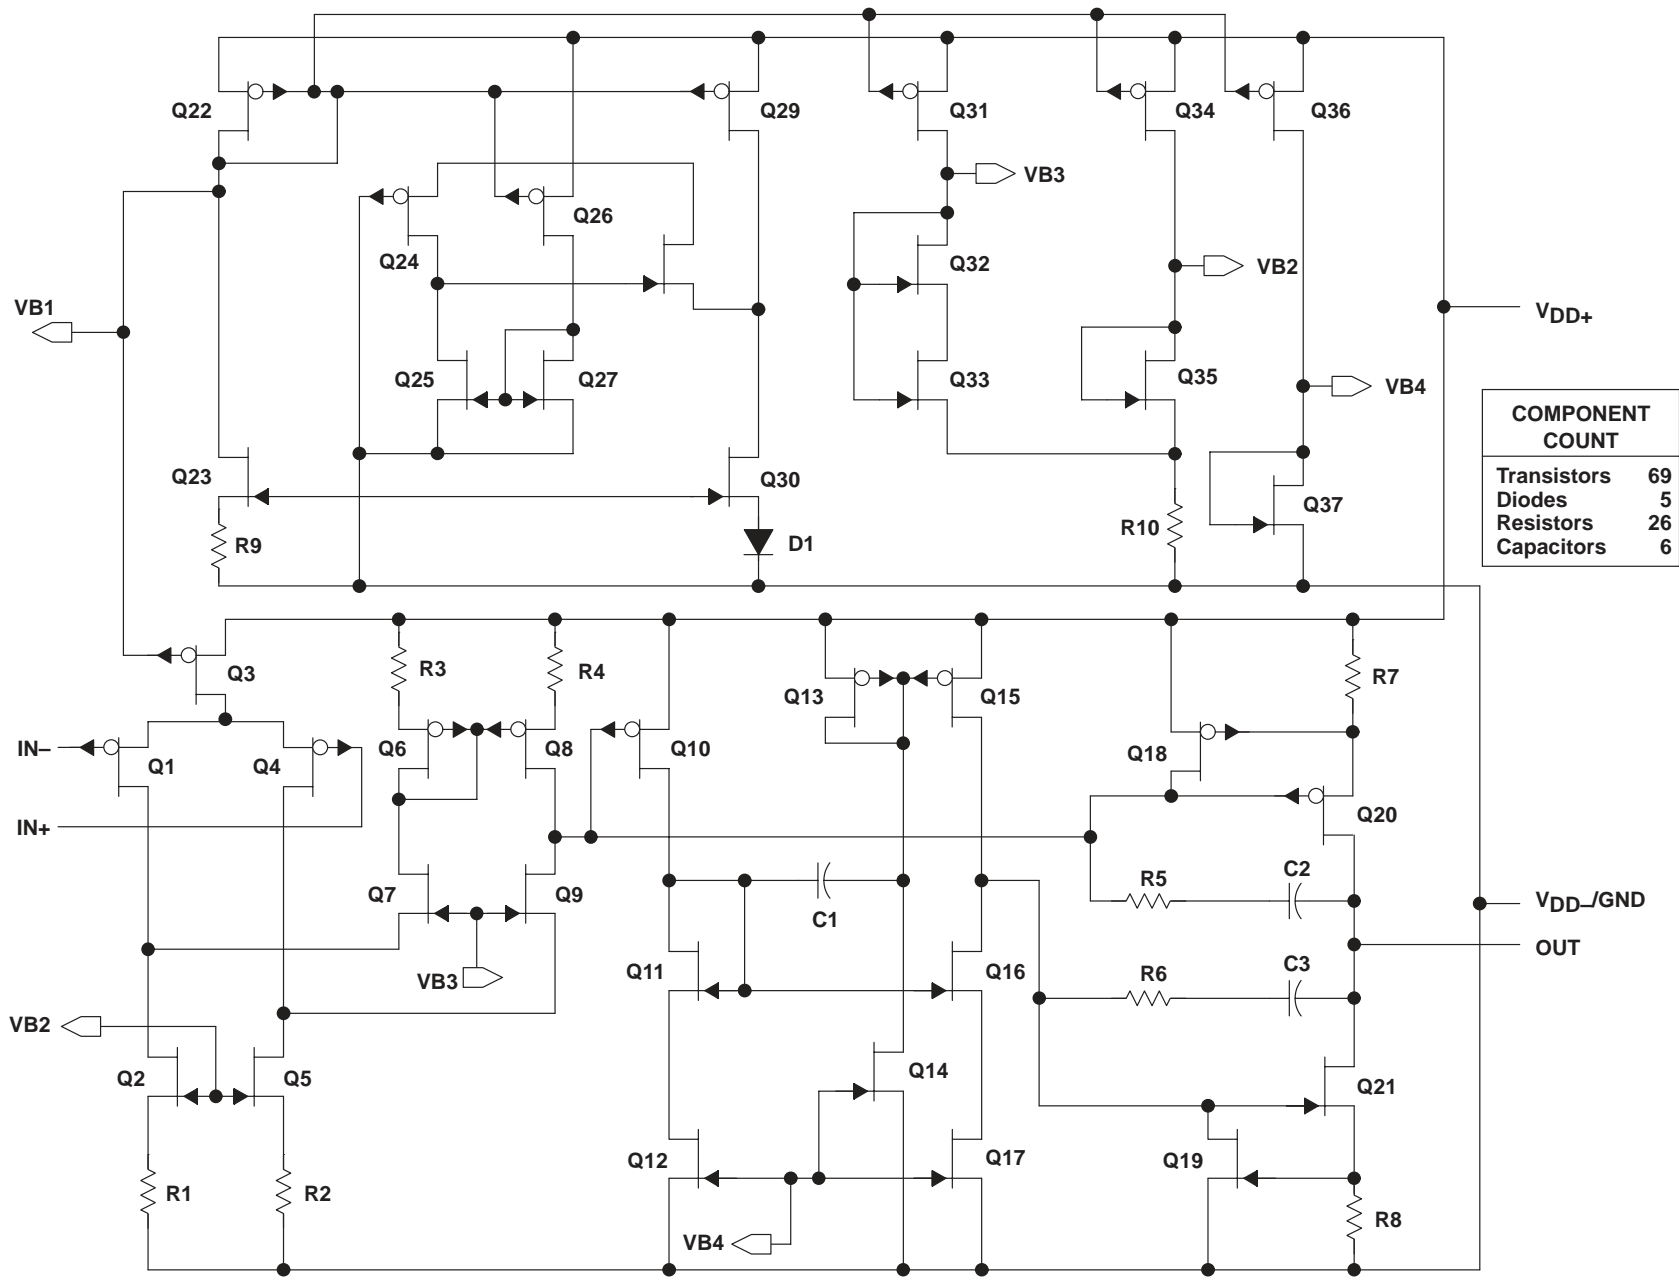 Q22
Q29
Q31
Q34
Q36
Q26
Q24
VB3
Q32
VB2
VB1
VDD+
Q25
Q27
Q33
Q35
VB4
COMPONENT
COUNT
Transistors 69
Diodes 5
Resistors 26
Capacitors 6
Q23
Q30
Q37
R9
D1
R10
Q3
R3
R4
Q13
Q15
R7
IN–
Q1
Q4
Q6
Q8
Q10
Q18
IN+
Q20
Q7
Q9
C1
R5
C2
VDD–/GND
OUT
VB3
Q11
Q16
R6
C3
VB2
Q2
Q5
Q14
Q21
Q12
Q17
Q19
R1
R2
R8
VB4